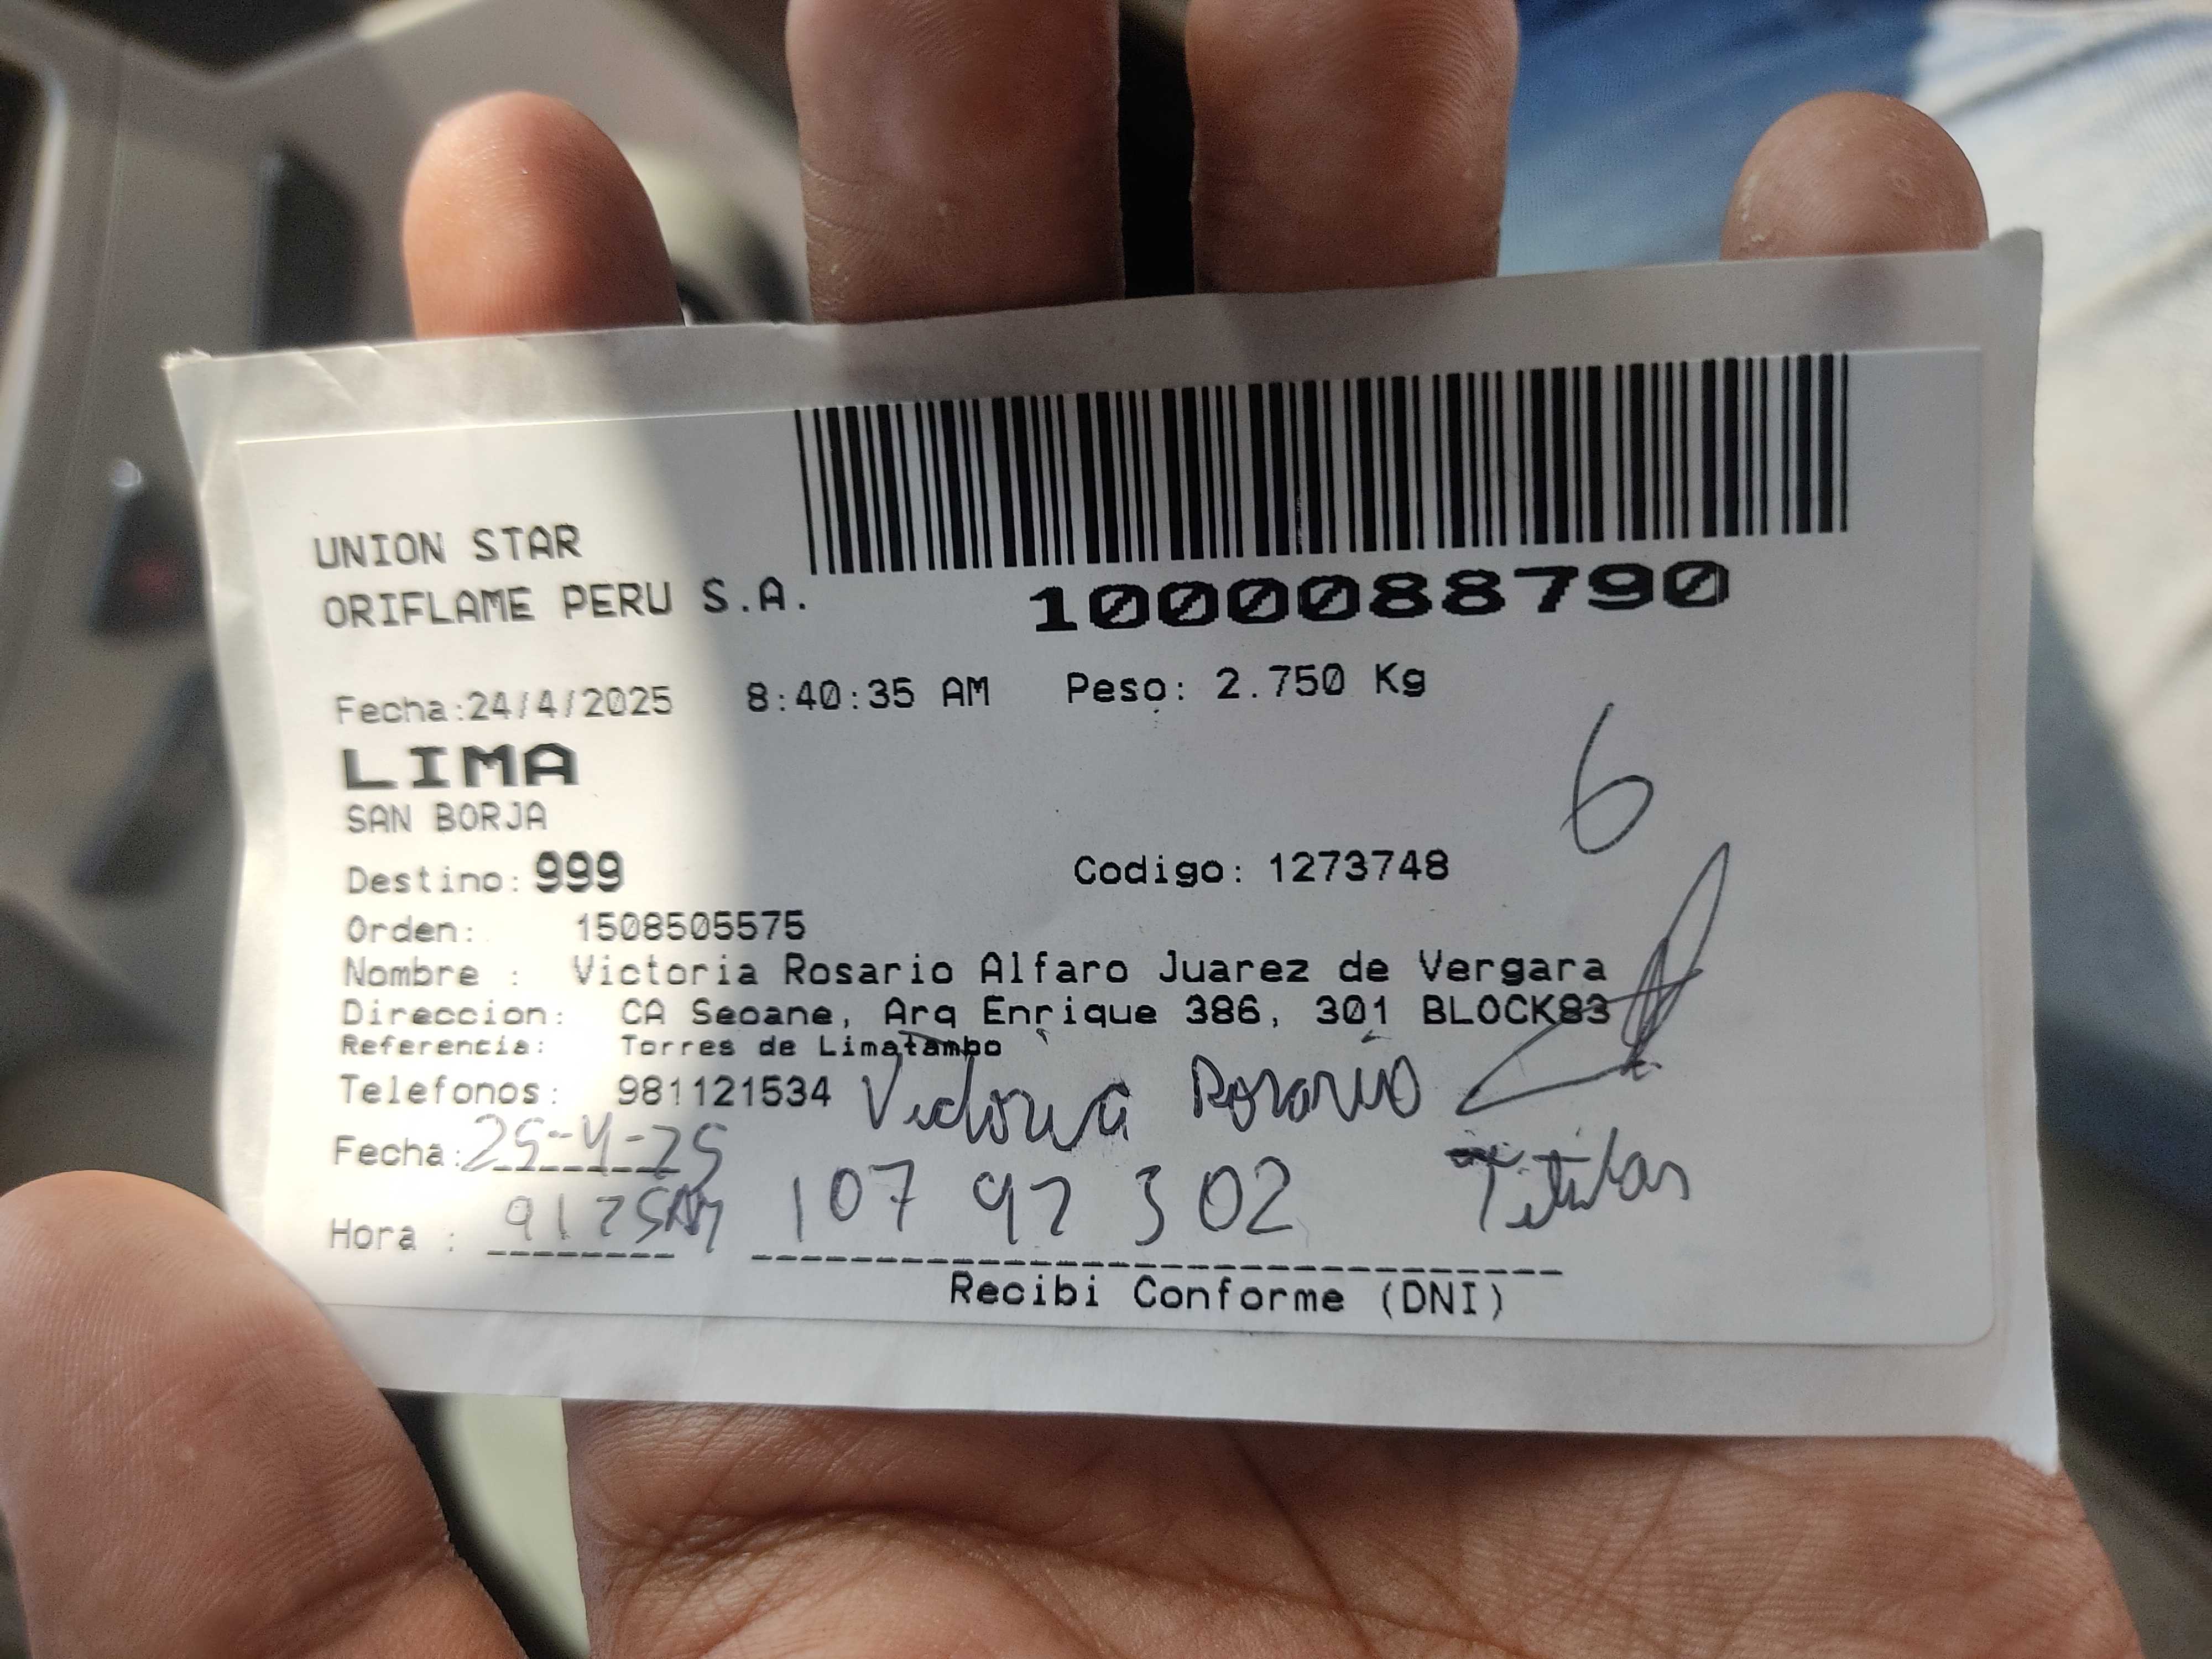 UNION STAR
ORIFLAME PERU S.A.
1000088790
Fecha:24/4/2025 8:40:35 AM Peso: 2.750 Kg
LIMA
SAN BORJA
6
Destino: 999 Codigo: 1273748
Orden: 1508505575
Nombre : Victoria Rosario Alfaro Juarez de Vergara
Direccion: CA Seoane, Arq Enrique 386, 301 BLOCK83
Referencia: Torres de Limatambo
Telefonos: 981121534 Victoria Rosario
Fecha: 25-4-25 Titular
Hora : 107 97 302
Recibi Conforme (DNI)